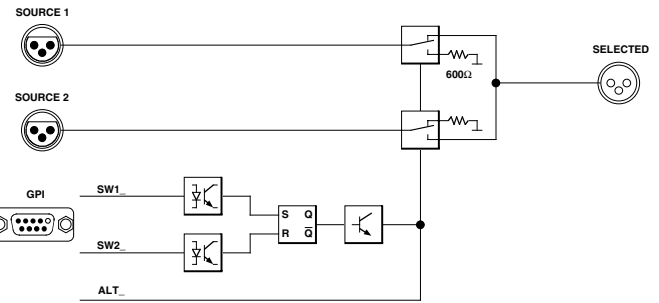 SOURCE 1
SELECTED
600Ω
SOURCE 2
GPI
SW1_
S Q
R Q̅
SW2_
ALT_